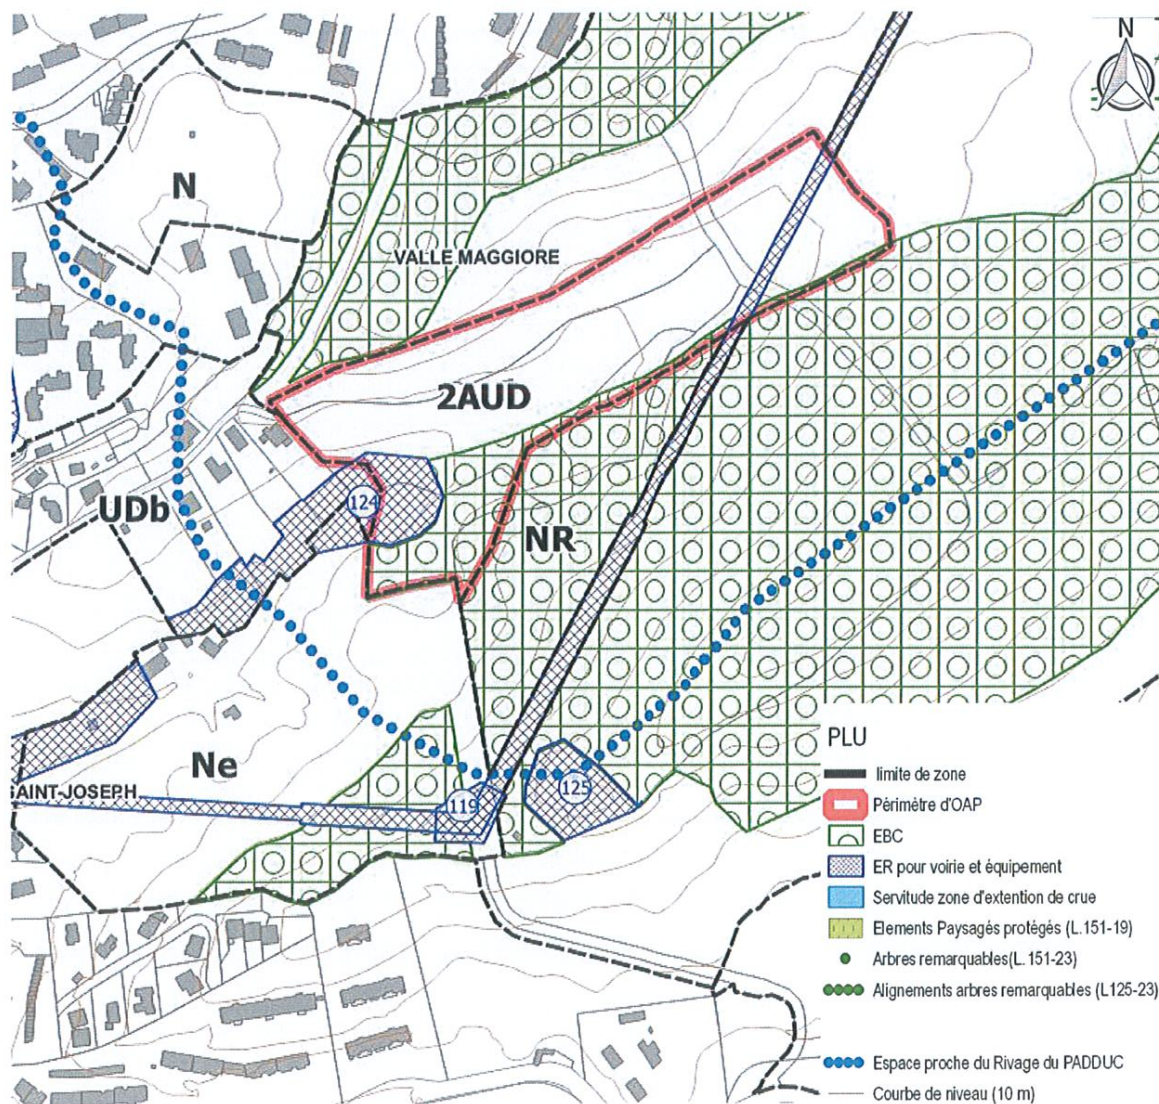 N
N
VALLE MAGGIORE
2AUD
124
UDb
NR
Ne
125
119
SAINT-JOSEPH
PLU
limite de zone
Périmètre d'OAP
EBC
ER pour voirie et équipement
Servitude zone d'extention de crue
Elements Paysagés protégés (L.151-19)
Arbres remarquables(L. 151-23)
Alignements arbres remarquables (L125-23)
Espace proche du Rivage du PADDUC
Courbe de niveau (10 m)